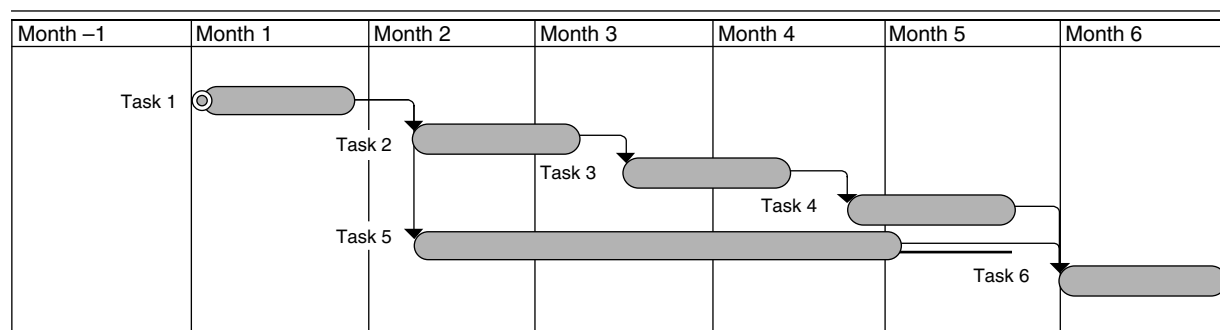 Month –1 Month 1 Month 2 Month 3 Month 4 Month 5 Month 6
Task 1
Task 2
Task 3
Task 4
Task 5
Task 6